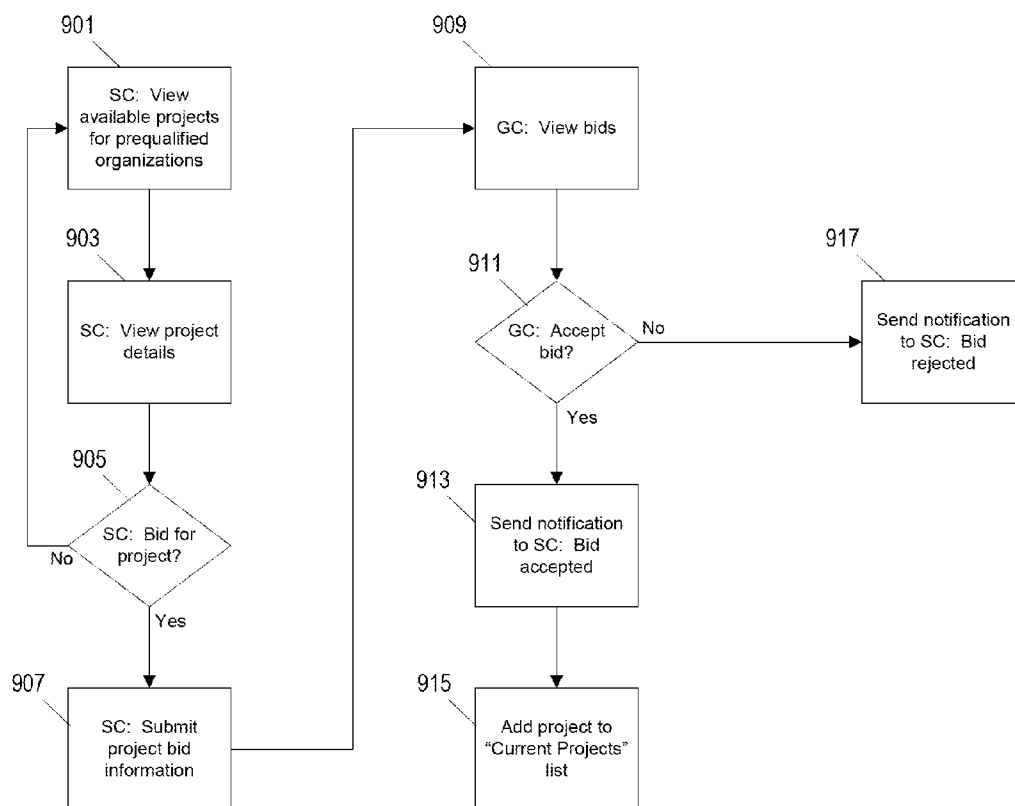 901
SC: View
available projects
for prequalified
organizations
903
SC: View project
details
905
SC: Bid for
project?
No
Yes
907
SC: Submit
project bid
information
909
GC: View bids
911
GC: Accept
bid?
No
Yes
913
Send notification
to SC: Bid
accepted
915
Add project to
“Current Projects”
list
917
Send notification
to SC: Bid
rejected